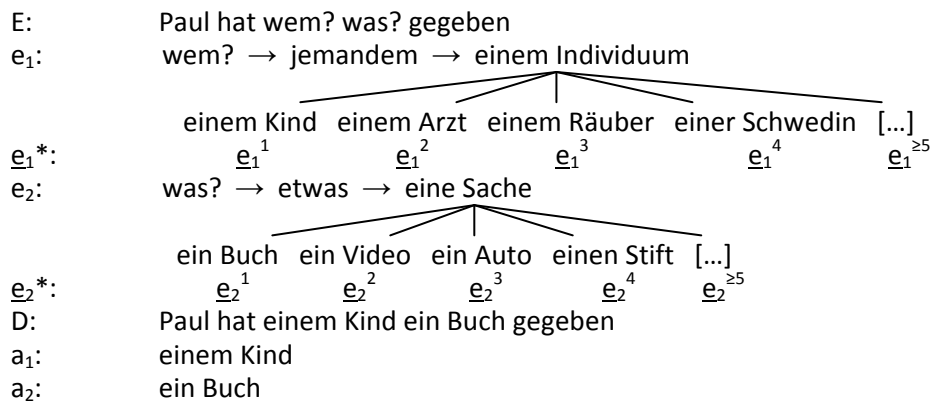 E: Paul hat wem? was? gegeben
e₁: wem? → jemandem → einem Individuum
einem Kind einem Arzt einem Räuber einer Schwedin [...]
e₁*: e₁¹ e₁² e₁³ e₁⁴ e₁≥⁵
e₂: was? → etwas → eine Sache
ein Buch ein Video ein Auto einen Stift [...]
e₂*: e₂¹ e₂² e₂³ e₂⁴ e₂≥⁵
D: Paul hat einem Kind ein Buch gegeben
a₁: einem Kind
a₂: ein Buch